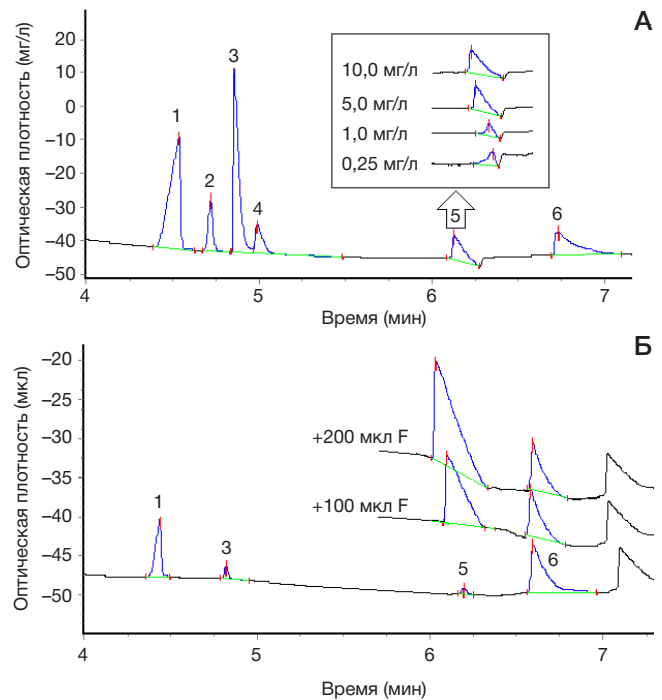 А
Оптическая плотность (мг/л)
20
10
0
–10
–20
–30
–40
–50
1
2
3
4
5
6
10,0 мг/л
5,0 мг/л
1,0 мг/л
0,25 мг/л
4
5
6
7
Время (мин)
Б
Оптическая плотность (мкл)
–20
–25
–30
–35
–40
–45
–50
+200 мкл F
+100 мкл F
1
3
5
6
4
5
6
7
Время (мин)